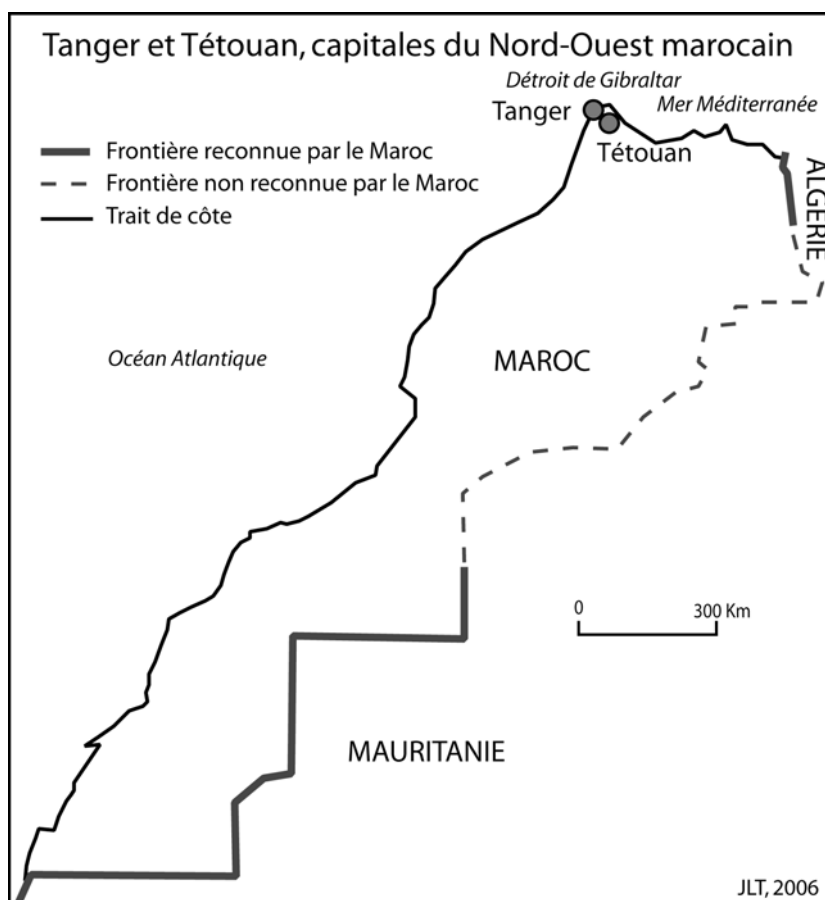 Tanger et Tétouan, capitales du Nord-Ouest marocain
Détroit de Gibraltar
Mer Méditerranée
Tanger
Tétouan
Frontière reconnue par le Maroc
Frontière non reconnue par le Maroc
Trait de côte
ALGERIE
Océan Atlantique
MAROC
0
300 Km
MAURITANIE
JLT, 2006